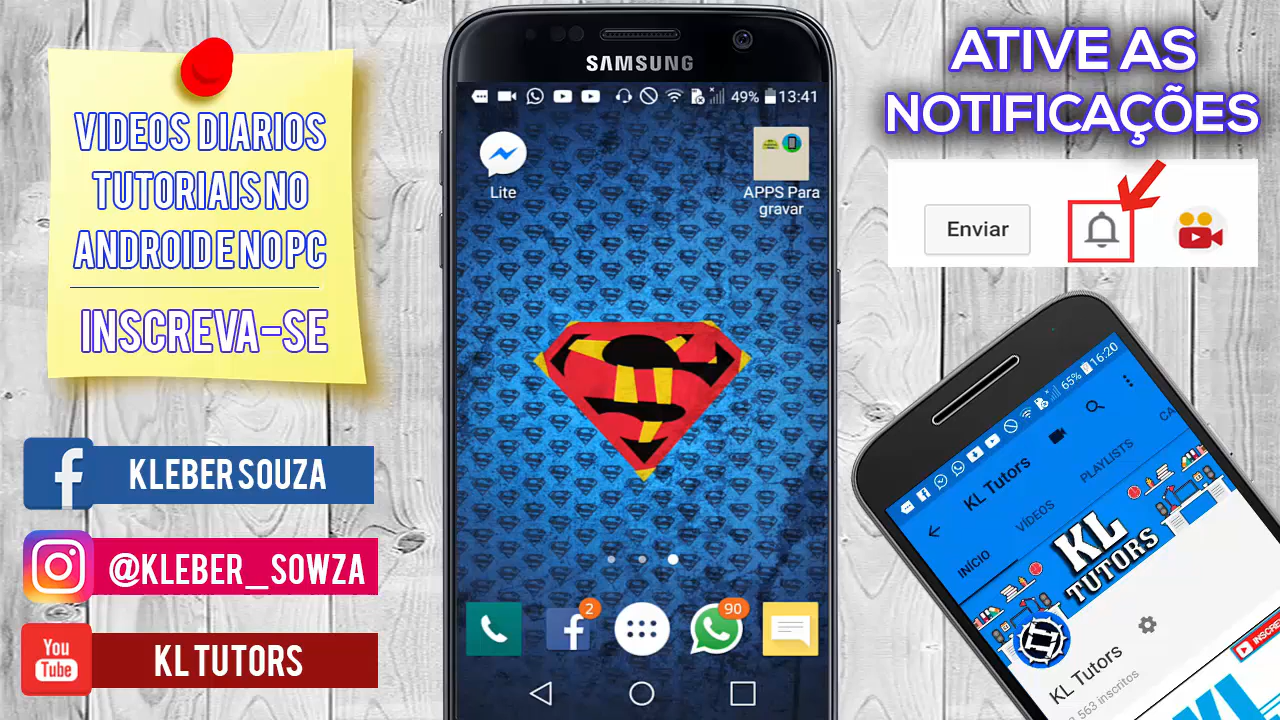 VIDEOS DIARIOS
TUTORIAIS NO
ANDROID E NO PC
INSCREVA-SE
KLEBER SOUZA
@KLEBER_SOWZA
You
Tube
KL TUTORS
SAMSUNG
49% 13:41
Lite
APPS Para
gravar
2
90
ATIVE AS
NOTIFICAÇÕES
Enviar
65% 16:20
KL Tutors
INÍCIO VÍDEOS PLAYLISTS CA
KL
TUTORS
KL Tutors
563 inscritos